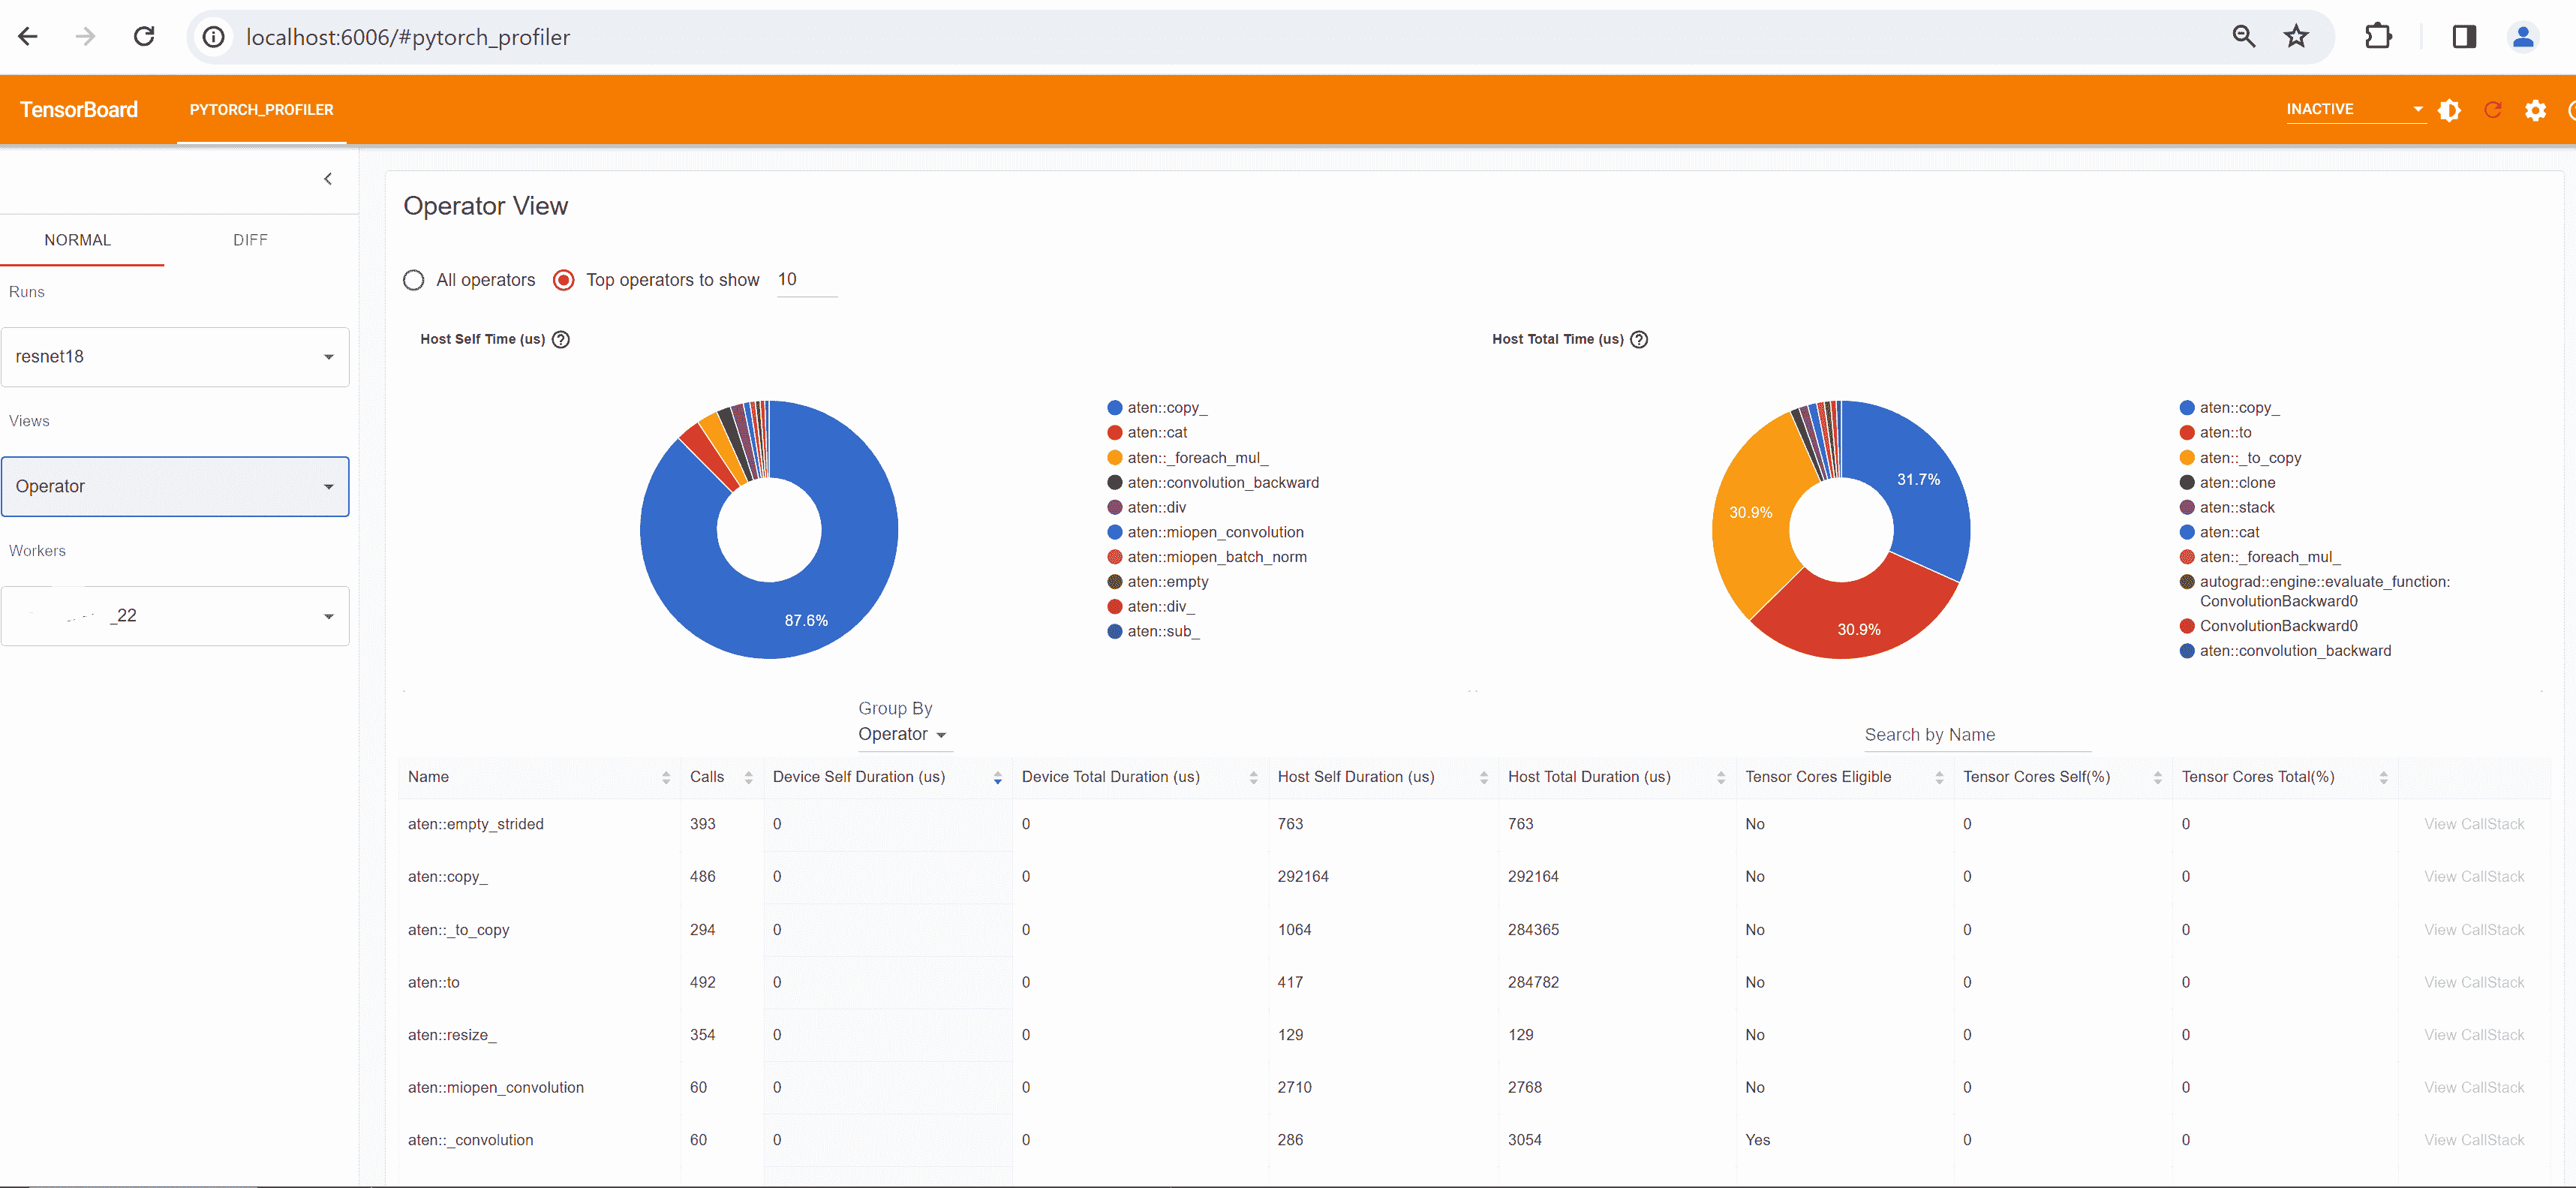 localhost:6006/#pytorch_profiler
TensorBoard PYTORCH_PROFILER INACTIVE
NORMAL DIFF
Runs
resnet18
Views
Operator
Workers
_22
Operator View
All operators Top operators to show 10
Host Self Time (us) ?
87.6%
aten::copy_
aten::cat
aten::_foreach_mul_
aten::convolution_backward
aten::div
aten::miopen_convolution
aten::miopen_batch_norm
aten::empty
aten::div_
aten::sub_
Host Total Time (us) ?
31.7%
30.9%
30.9%
aten::copy_
aten::to
aten::_to_copy
aten::clone
aten::stack
aten::cat
aten::_foreach_mul_
autograd::engine::evaluate_function:
ConvolutionBackward0
ConvolutionBackward0
aten::convolution_backward
Group By
Operator
Search by Name
Name Calls Device Self Duration (us) Device Total Duration (us) Host Self Duration (us) Host Total Duration (us) Tensor Cores Eligible Tensor Cores Self(%) Tensor Cores Total(%)
aten::empty_strided 393 0 0 763 763 No 0 0 View CallStack
aten::copy_ 486 0 0 292164 292164 No 0 0 View CallStack
aten::_to_copy 294 0 0 1064 284365 No 0 0 View CallStack
aten::to 492 0 0 417 284782 No 0 0 View CallStack
aten::resize_ 354 0 0 129 129 No 0 0 View CallStack
aten::miopen_convolution 60 0 0 2710 2768 No 0 0 View CallStack
aten::_convolution 60 0 0 286 3054 Yes 0 0 View CallStack